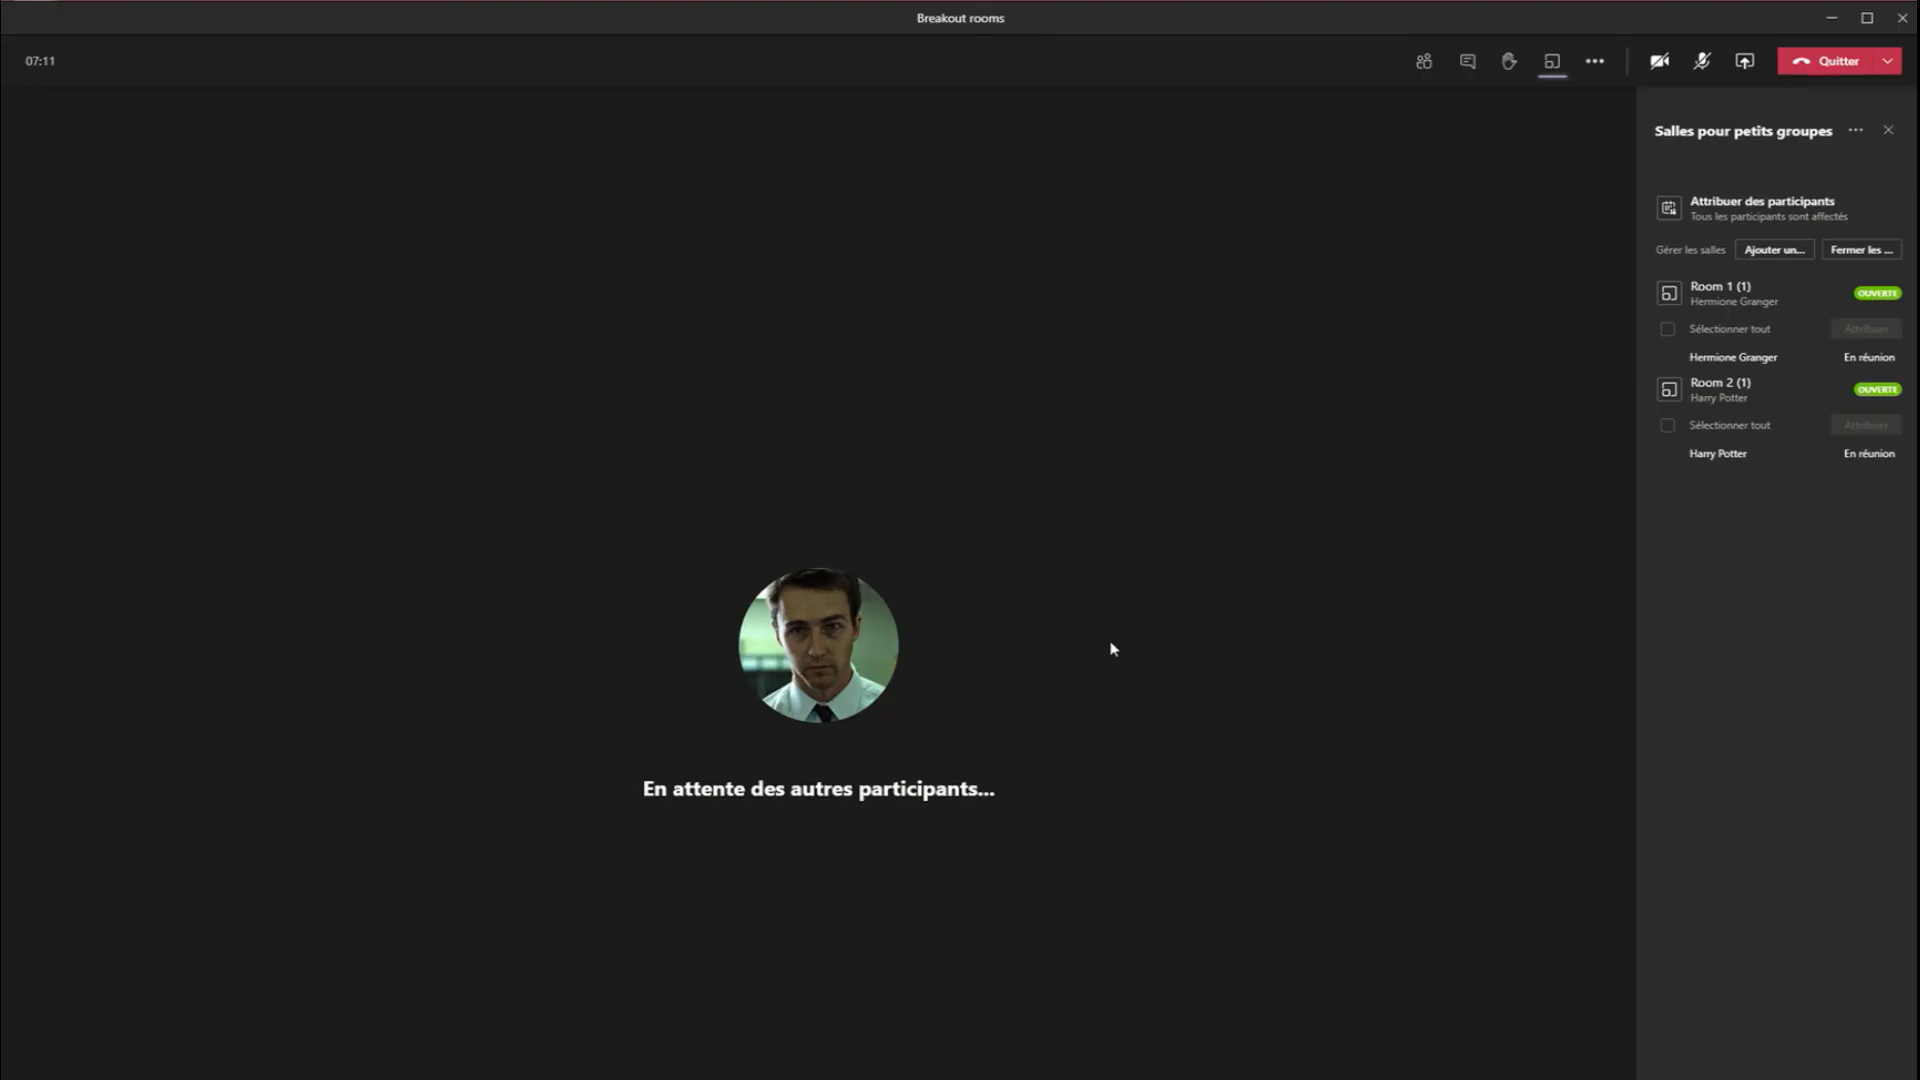 Breakout rooms
07:11
Quitter
Salles pour petits groupes
Attribuer des participants
Tous les participants sont affectés
Gérer les salles
Ajouter un...
Fermer les ...
Room 1 (1)
Hermione Granger
OUVERTE
Sélectionner tout
Attribuer
Hermione Granger
En réunion
Room 2 (1)
Harry Potter
OUVERTE
Sélectionner tout
Attribuer
Harry Potter
En réunion
En attente des autres participants...